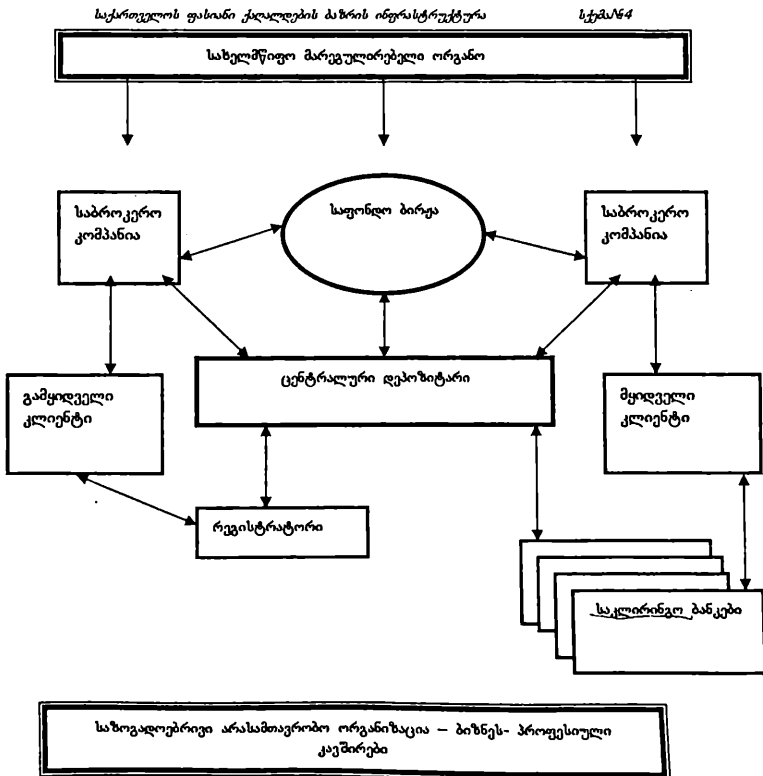 საქართველოს ფასიანი ქაღალდების ბაზრის ინფრასტრუქტურა სქემა№4
სახელმწიფო მარეგულირებელი ორგანო
საბროკერო
კომპანია
საფონდო ბირჟა
საბროკერო
კომპანია
გამყიდველი
კლიენტი
ცენტრალური დეპოზიტარი
მყიდველი
კლიენტი
რეგისტრატორი
საკლირინგო ბანკები
საზოგადოებრივი არასამთავრობო ორგანიზაცია – ბიზნეს- პროფესიული
კავშირები